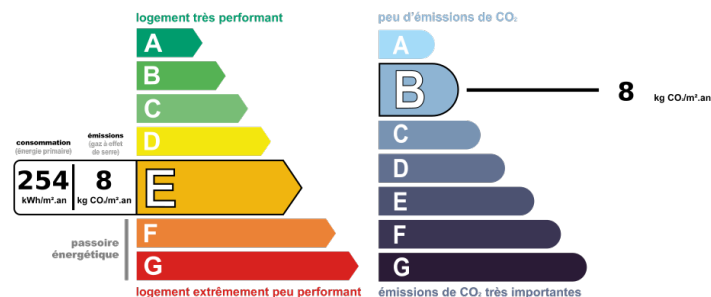 logement très performant
A
B
C
D
consommation
(énergie primaire)
émissions
(gaz à effet
de serre)
254
kWh/m².an
8
kg CO₂/m².an
E
F
G
passoire
énergétique
logement extrêmement peu performant
peu d'émissions de CO₂
A
B
8
kg CO₂/m².an
C
D
E
F
G
émissions de CO₂ très importantes